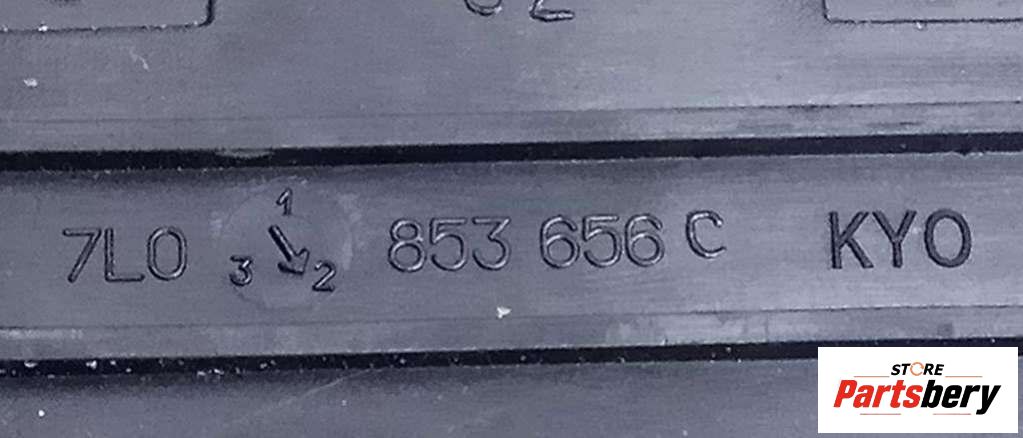 7L0 1 2 3 853 656 C KYO
STORE
Partsbery